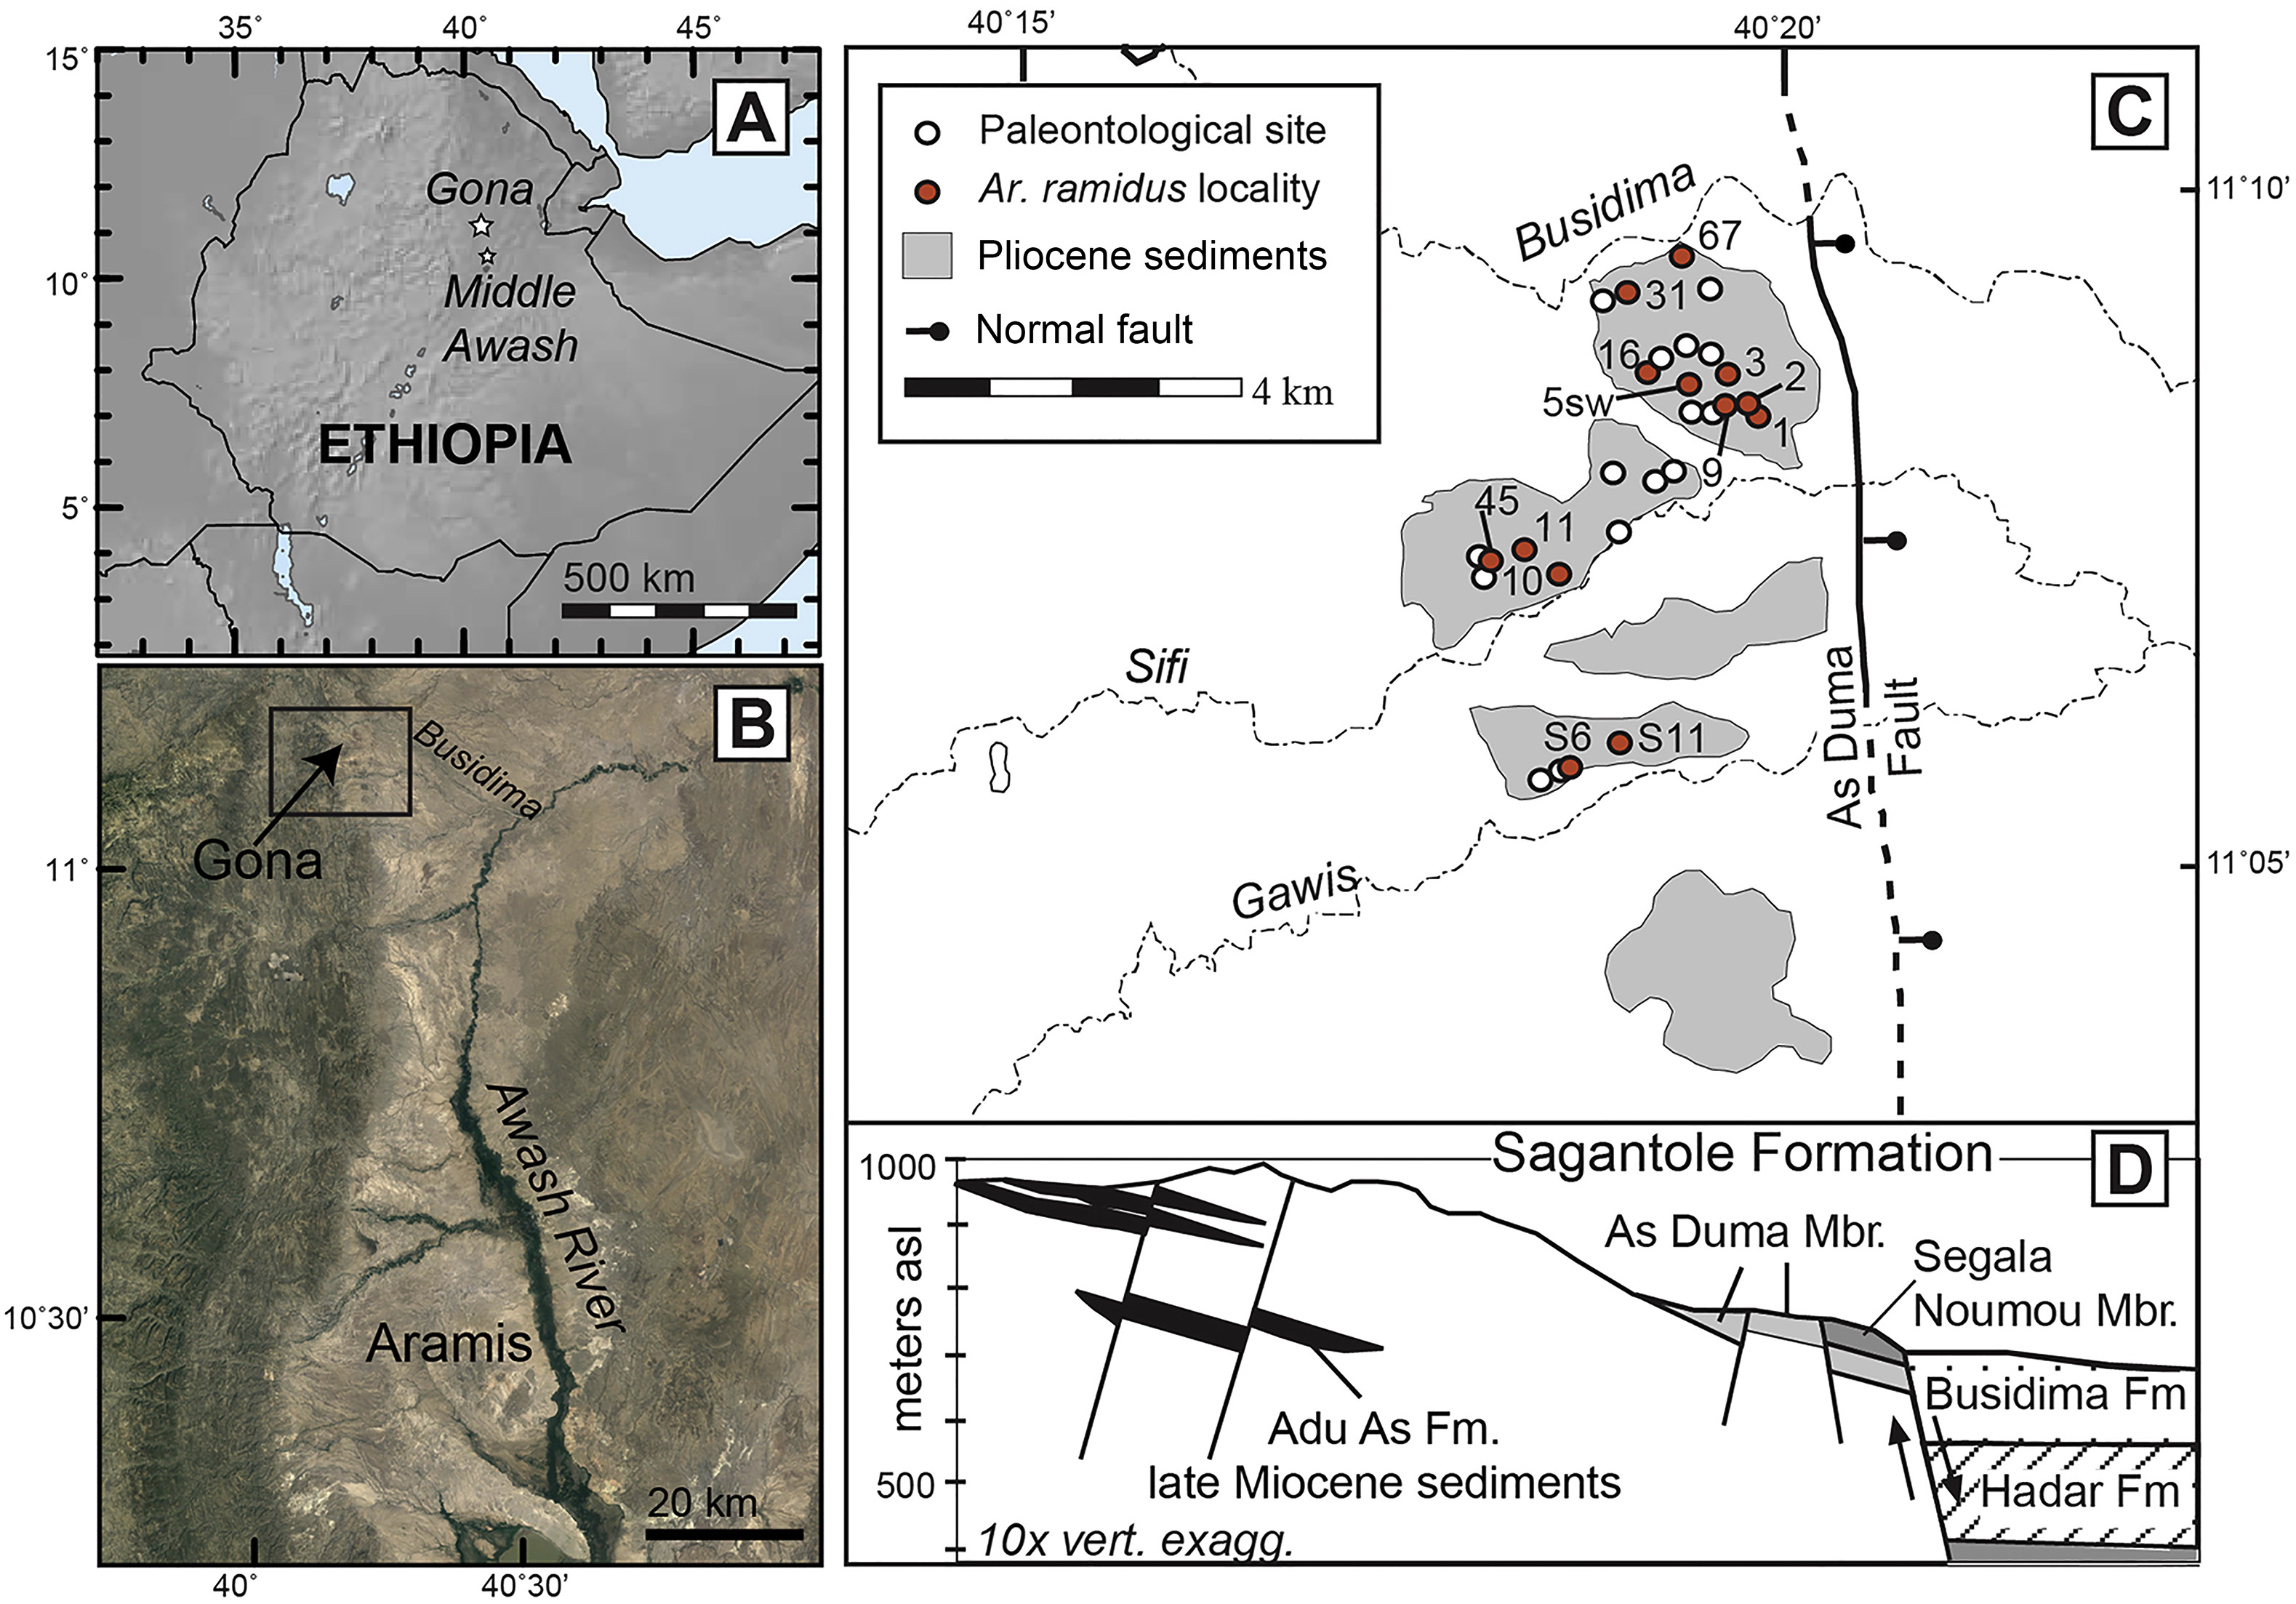 35°
40°
45°
15°
10°
5°
A
Gona
Middle
Awash
ETHIOPIA
500 km
B
Busidima
Gona
11°
10°30’
Awash River
Aramis
20 km
40°
40°30’
40°15’
40°20’
C
Paleontological site
Ar. ramidus locality
Pliocene sediments
Normal fault
4 km
11°10’
11°05’
Busidima
67
31
16
3
2
5sw
1
9
45
11
10
Sifi
S6
S11
As Duma
Fault
Gawis
D
1000
Sagantole Formation
meters asl
As Duma Mbr.
Segala
Noumou Mbr.
Busidima Fm
Adu As Fm.
late Miocene sediments
Hadar Fm
500
10x vert. exagg.